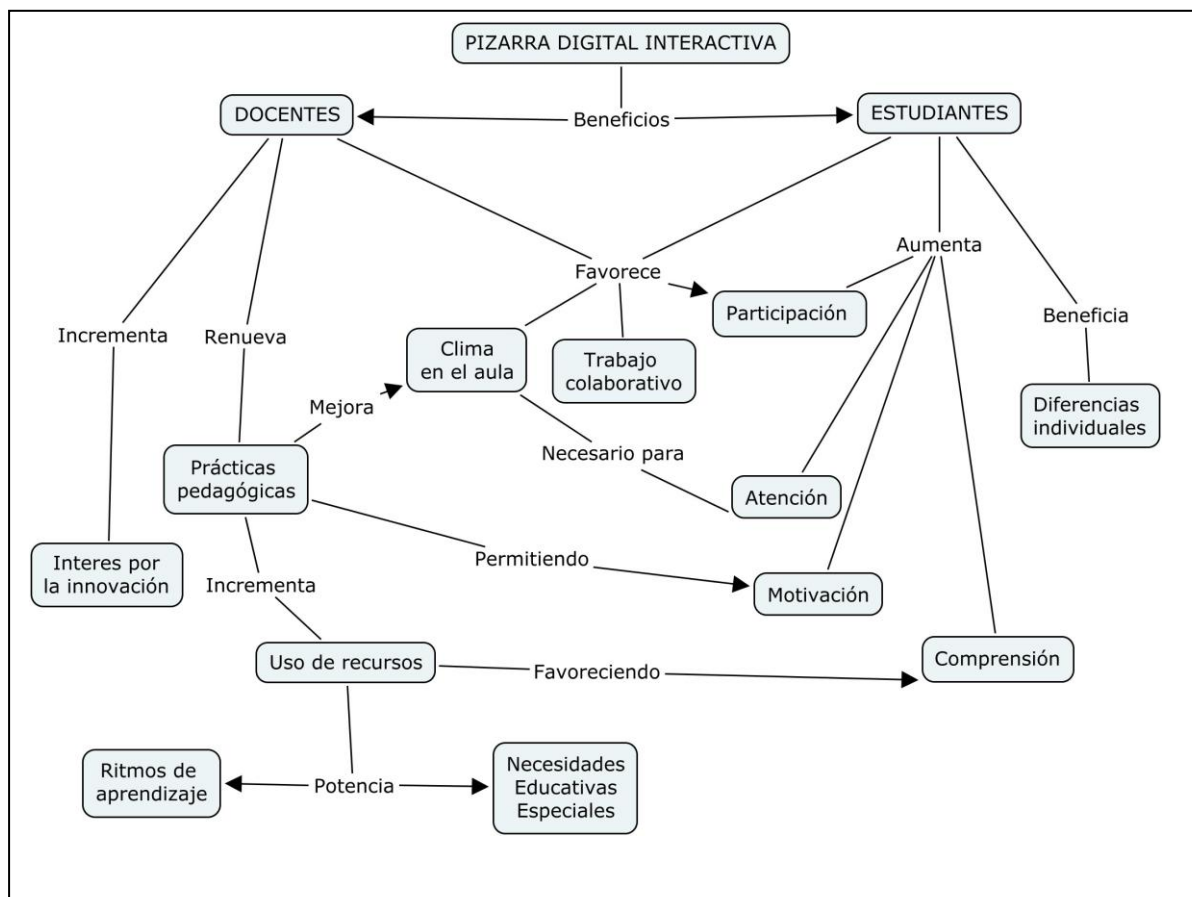 PIZARRA DIGITAL INTERACTIVA
DOCENTES
Beneficios
ESTUDIANTES
Aumenta
Favorece
Participación
Incrementa
Renueva
Beneficia
Clima
en el aula
Trabajo
colaborativo
Mejora
Diferencias
individuales
Necesario para
Prácticas
pedagógicas
Atención
Interes por
la innovación
Permitiendo
Incrementa
Motivación
Uso de recursos
Favoreciendo
Comprensión
Ritmos de
aprendizaje
Potencia
Necesidades
Educativas
Especiales